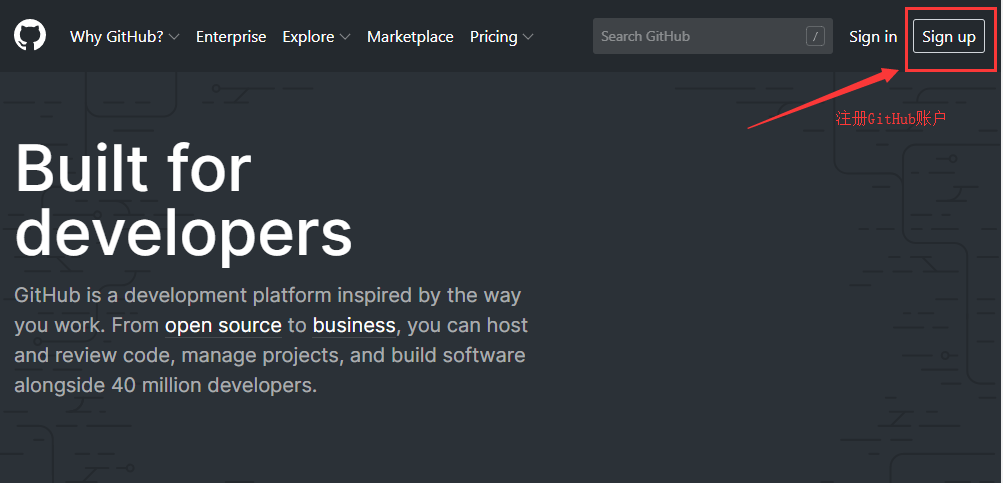 Why GitHub? Enterprise Explore Marketplace Pricing Search GitHub / Sign in Sign up
注册GitHub账户
Built for
developers
GitHub is a development platform inspired by the way
you work. From open source to business, you can host
and review code, manage projects, and build software
alongside 40 million developers.